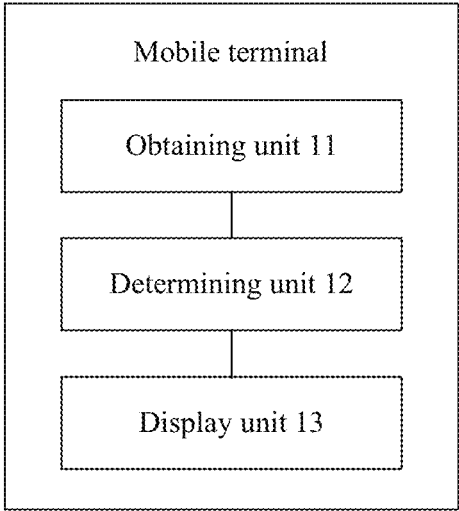 Mobile terminal
Obtaining unit 11
Determining unit 12
Display unit 13